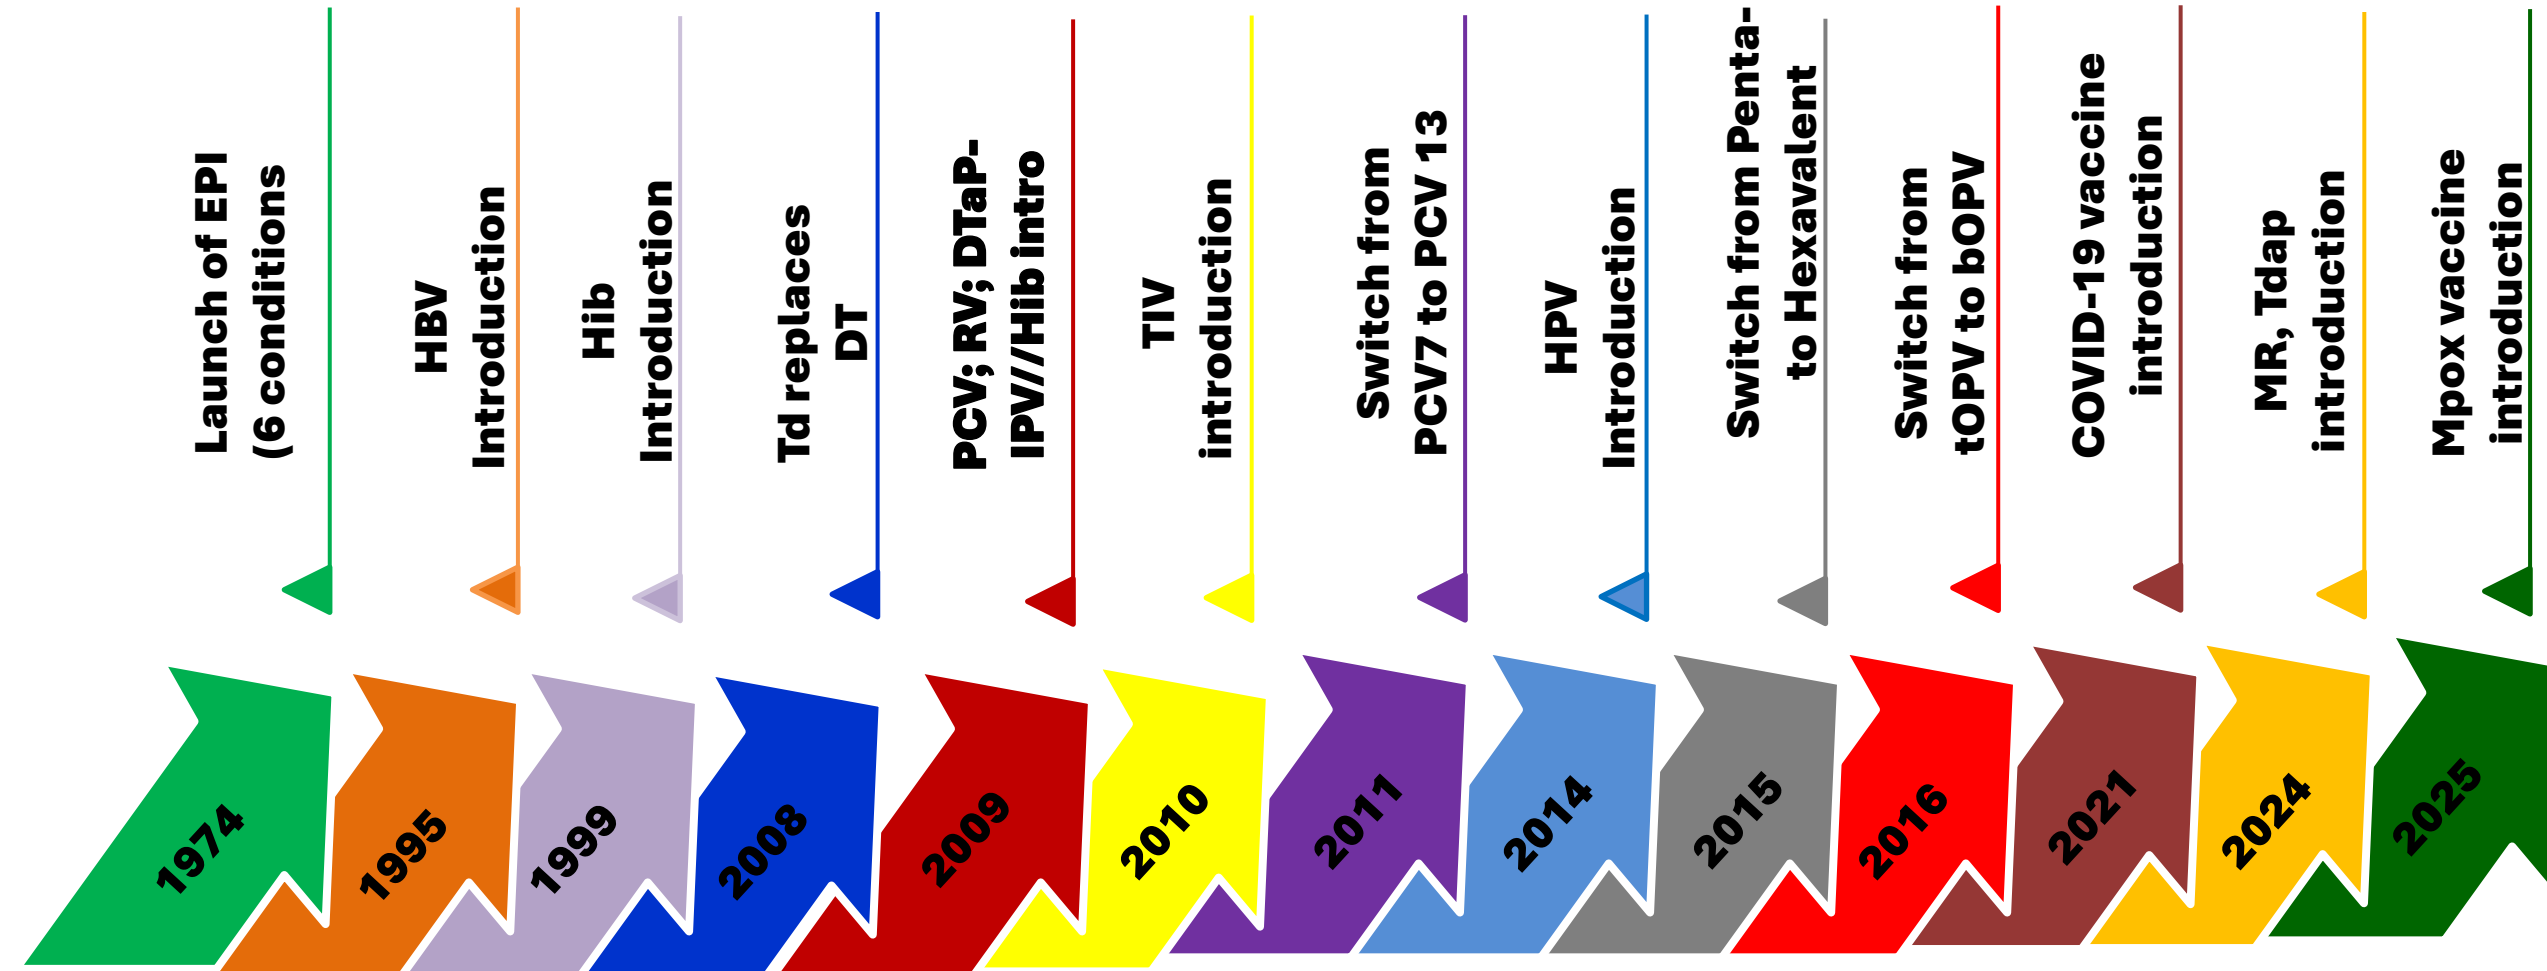 Launch of EPI
(6 conditions
HBV
Introduction
Hib
Introduction
Td replaces
DT
PCV; RV; DTaP-
IPV//Hib intro
TIV
introduction
Switch from
PCV7 to PCV 13
HPV
Introduction
Switch from Penta-
to Hexavalent
Switch from
tOPV to bOPV
COVID-19 vaccine
introduction
MR, Tdap
introduction
Mpox vaccine
introduction
1974
1995
1999
2008
2009
2010
2011
2014
2015
2016
2021
2024
2025